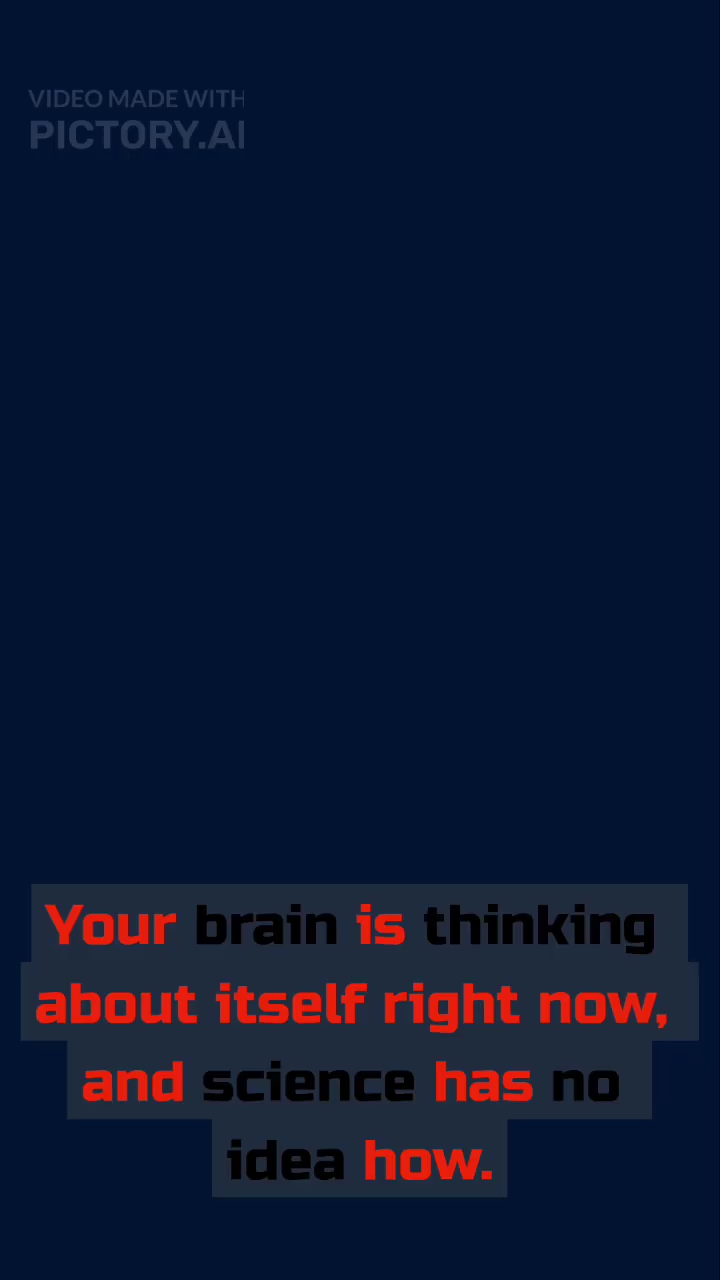 VIDEO MADE WITH
PICTORY.AI
Your brain is thinking
about itself right now,
and science has no
idea how.